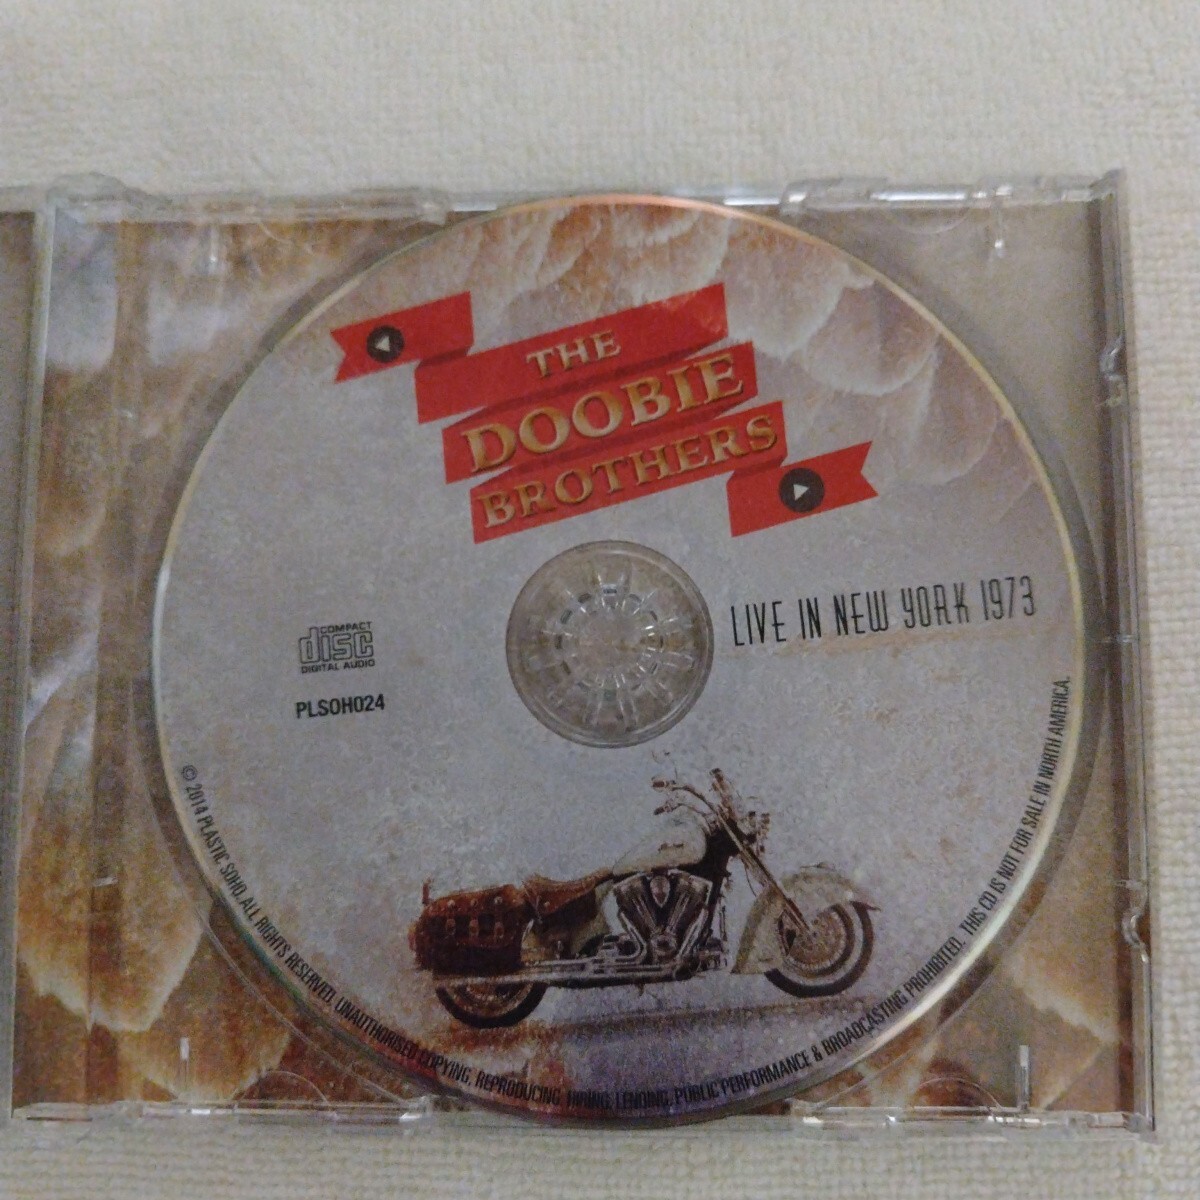 THE
DOOBIE
BROTHERS
LIVE IN NEW YORK 1973
COMPACT
disc
DIGITAL AUDIO
PLSOH024
© 2014 PLASTIC SOHO. ALL RIGHTS RESERVED. UNAUTHORISED COPYING, REPRODUCING, HIRING, LENDING, PUBLIC PERFORMANCE & BROADCASTING PROHIBITED. THIS CD IS NOT FOR SALE IN NORTH AMERICA.